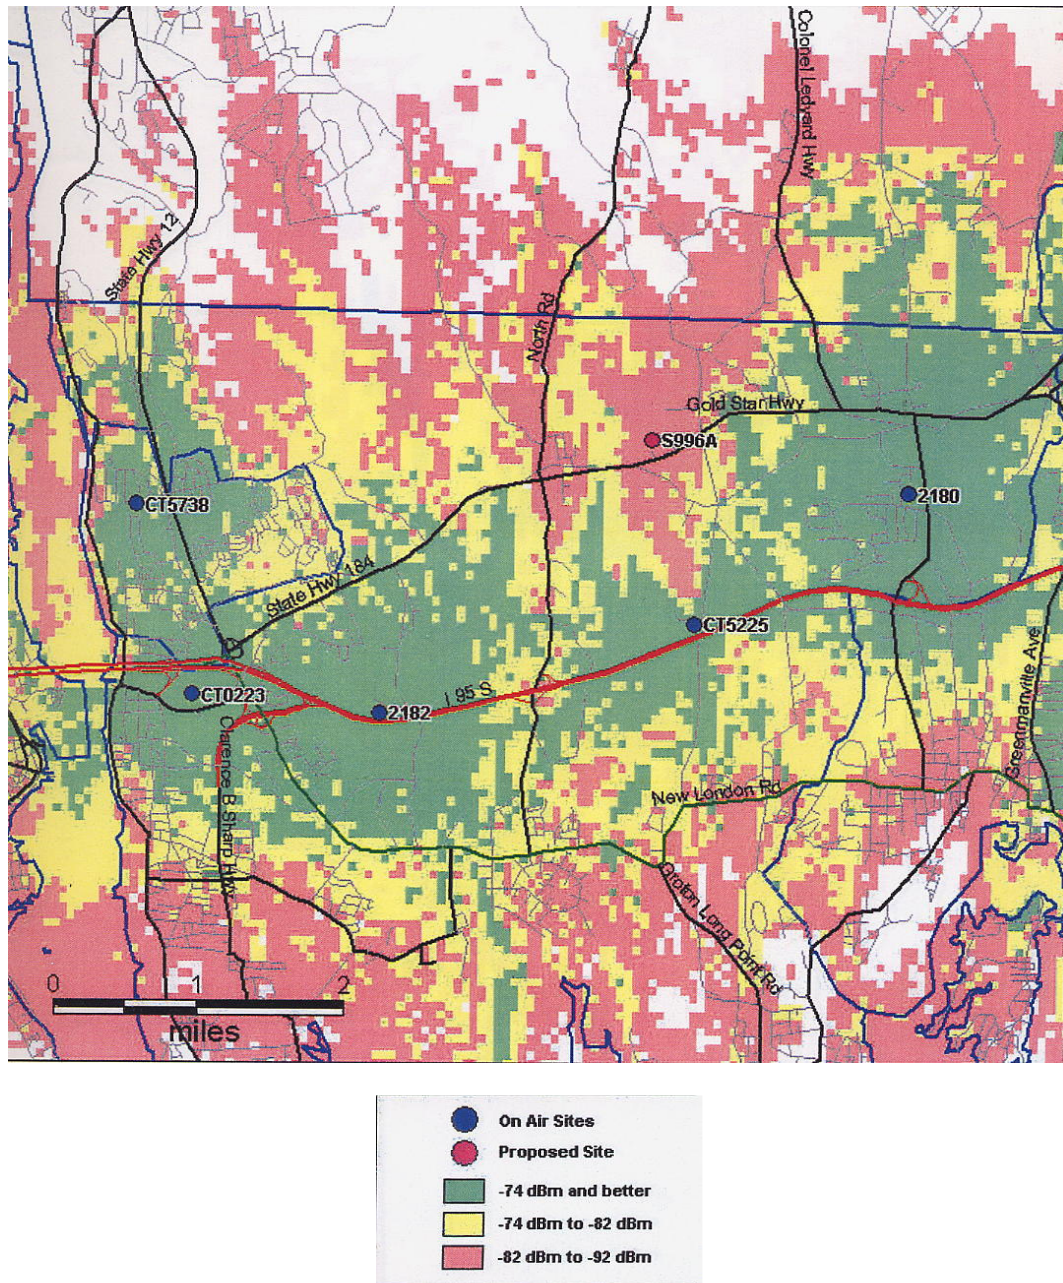 Colonel Ledyard Hwy
State Hwy 12
North Rd
Gold Star Hwy
S996A
2180
CT5738
State Hwy 184
CT5225
CT0223
I 95 S
2182
Clarence B Sharp Hwy
Greenmanville Ave
New London Rd
Groton Long Point Rd
0 1 2
miles
On Air Sites
Proposed Site
-74 dBm and better
-74 dBm to -82 dBm
-82 dBm to -92 dBm